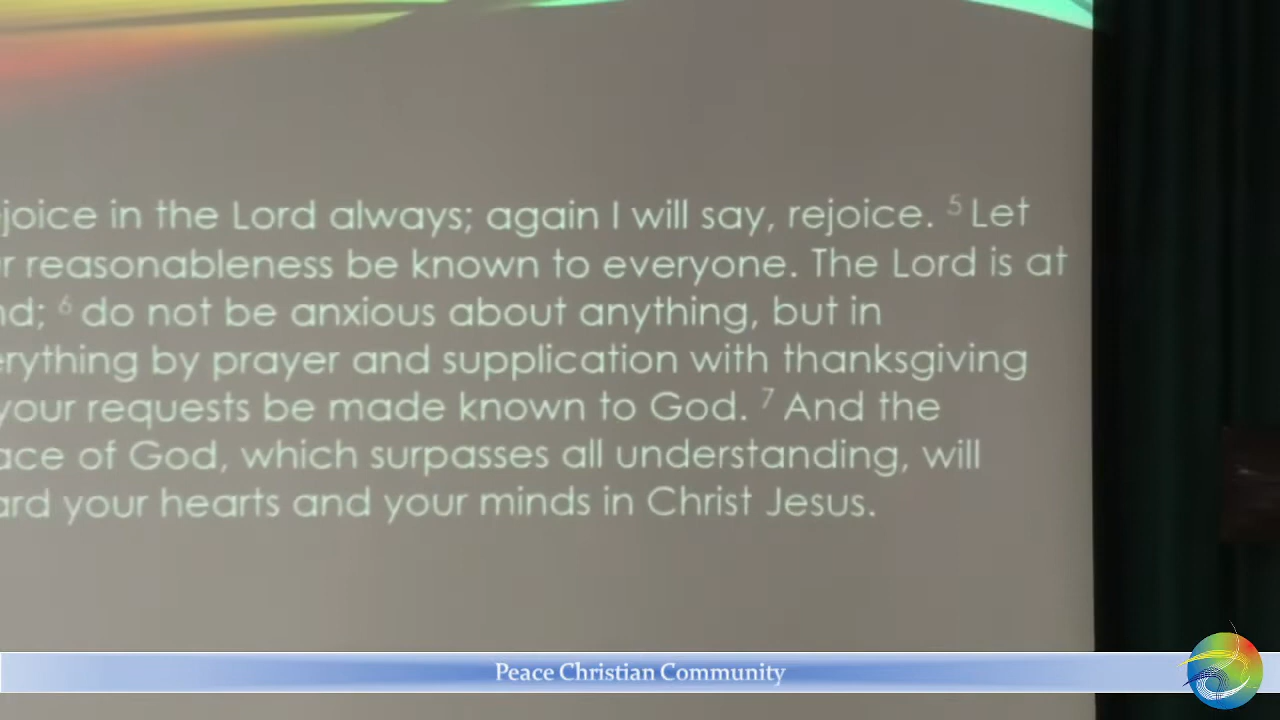 joice in the Lord always; again I will say, rejoice. 5 Let
r reasonableness be known to everyone. The Lord is at
nd; 6 do not be anxious about anything, but in
erything by prayer and supplication with thanksgiving
your requests be made known to God. 7 And the
ace of God, which surpasses all understanding, will
ard your hearts and your minds in Christ Jesus.
Peace Christian Community